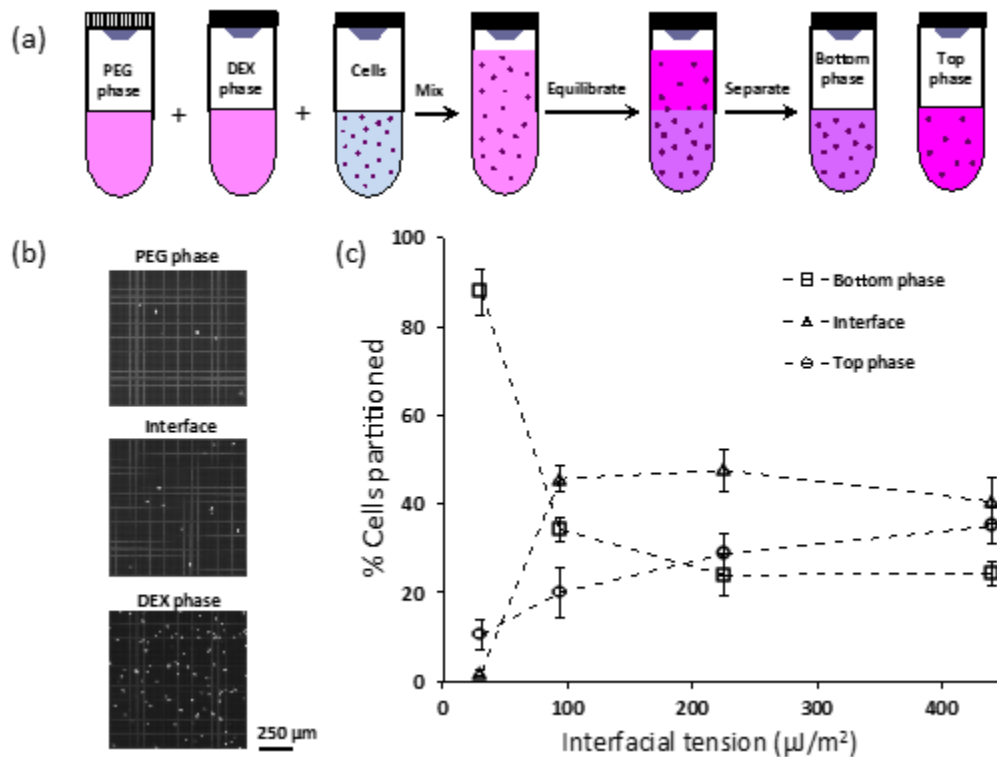 (a)
PEG
phase
+
DEX
phase
+
Cells
Mix
Equilibrate
Separate
Bottom
phase
Top
phase
(b)
PEG phase
Interface
DEX phase
250 µm
(c)
100
80
60
40
20
0
% Cells partitioned
Bottom phase
Interface
Top phase
0 100 200 300 400
Interfacial tension (µJ/m²)